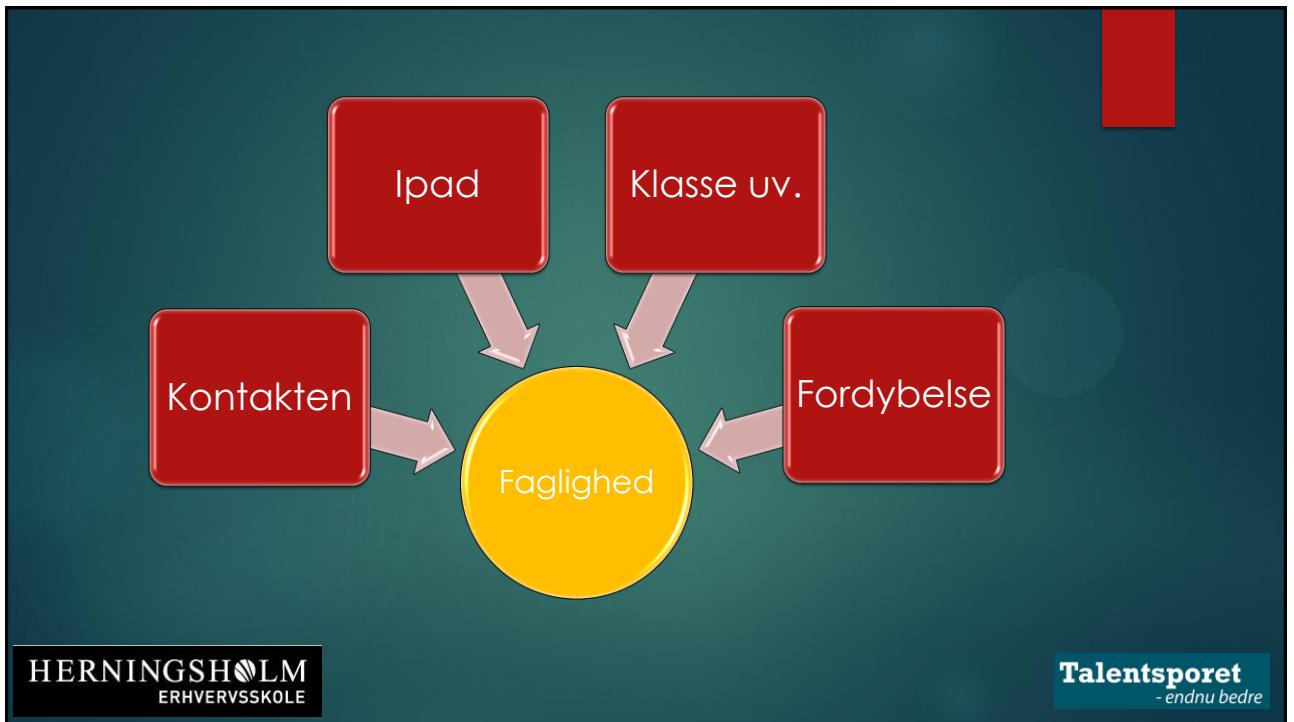 Ipad
Klasse uv.
Kontakten
Fordybelse
Faglighed
HERNINGSHOLM
ERHVERVSSKOLE
Talentsporet
- endnu bedre